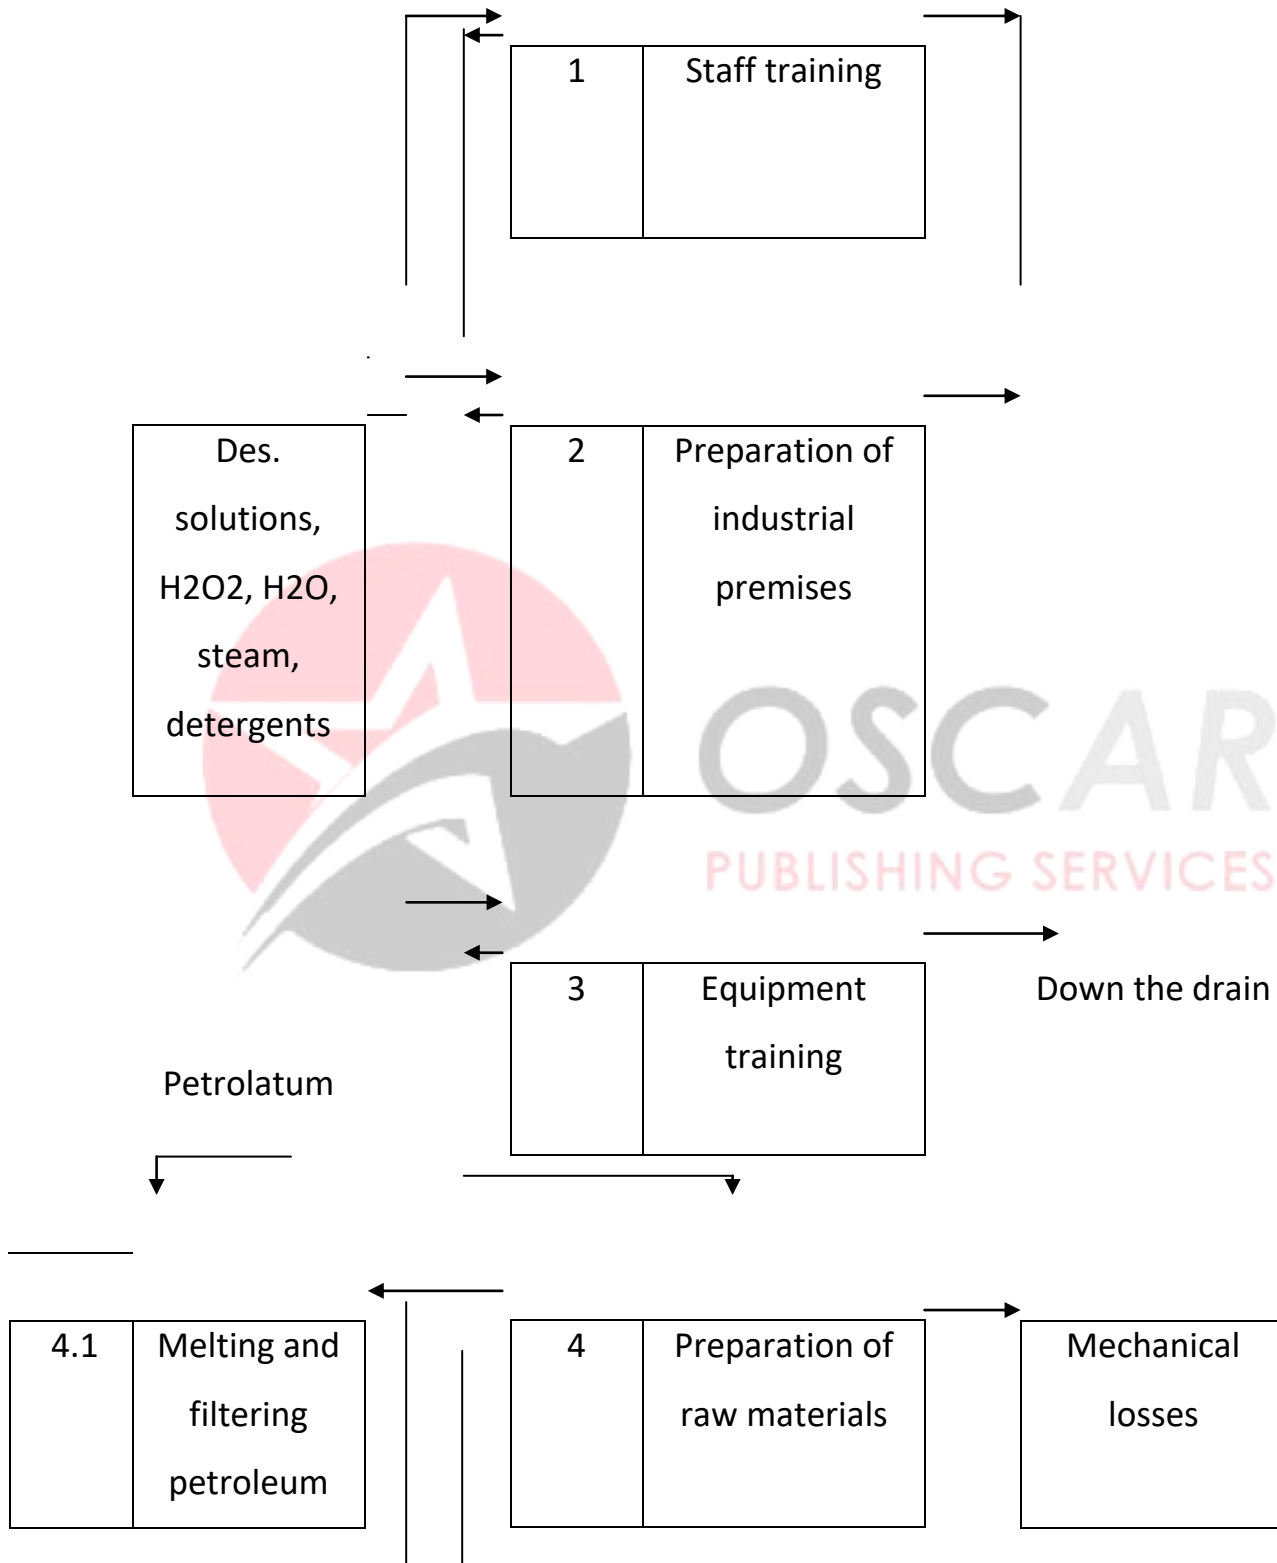 1 Staff training
Des.
solutions,
H2O2, H2O,
steam,
detergents
2 Preparation of
industrial
premises
OSCAR
PUBLISHING SERVICES
3 Equipment
training
Down the drain
Petrolatum
4.1 Melting and
filtering
petroleum
4 Preparation of
raw materials
Mechanical
losses